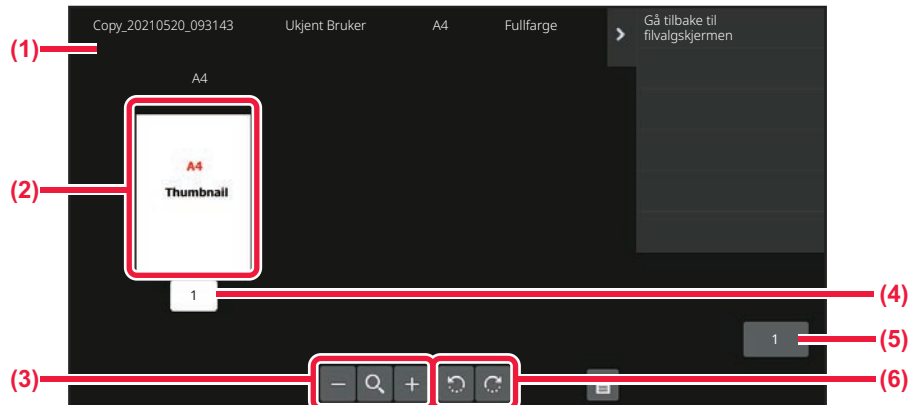 Copy_20210520_093143 Ukjent Bruker A4 Fullfarge
Gå tilbake til
filvalgskjermen
(1)
A4
(2)
A4
Thumbnail
1
(4)
1
(5)
(3)
(6)